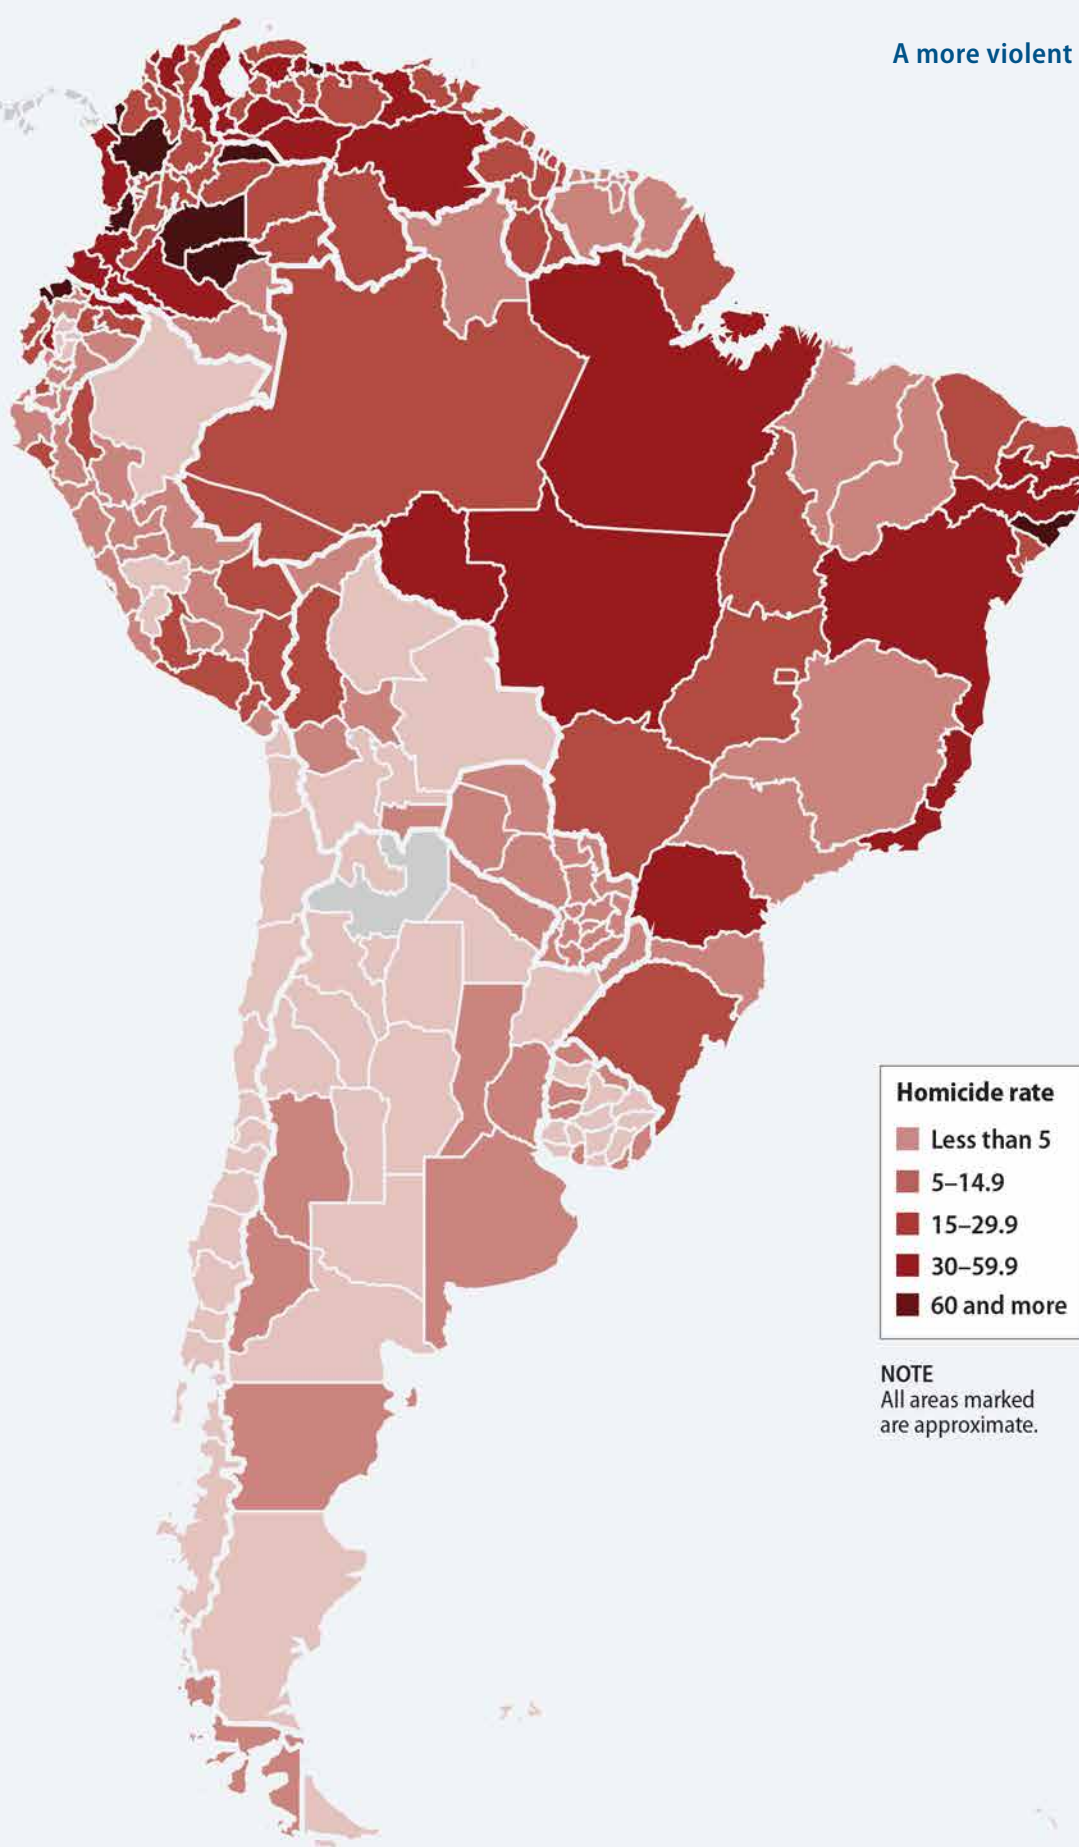 A more violent
Homicide rate
Less than 5
5–14.9
15–29.9
30–59.9
60 and more
NOTE
All areas marked
are approximate.